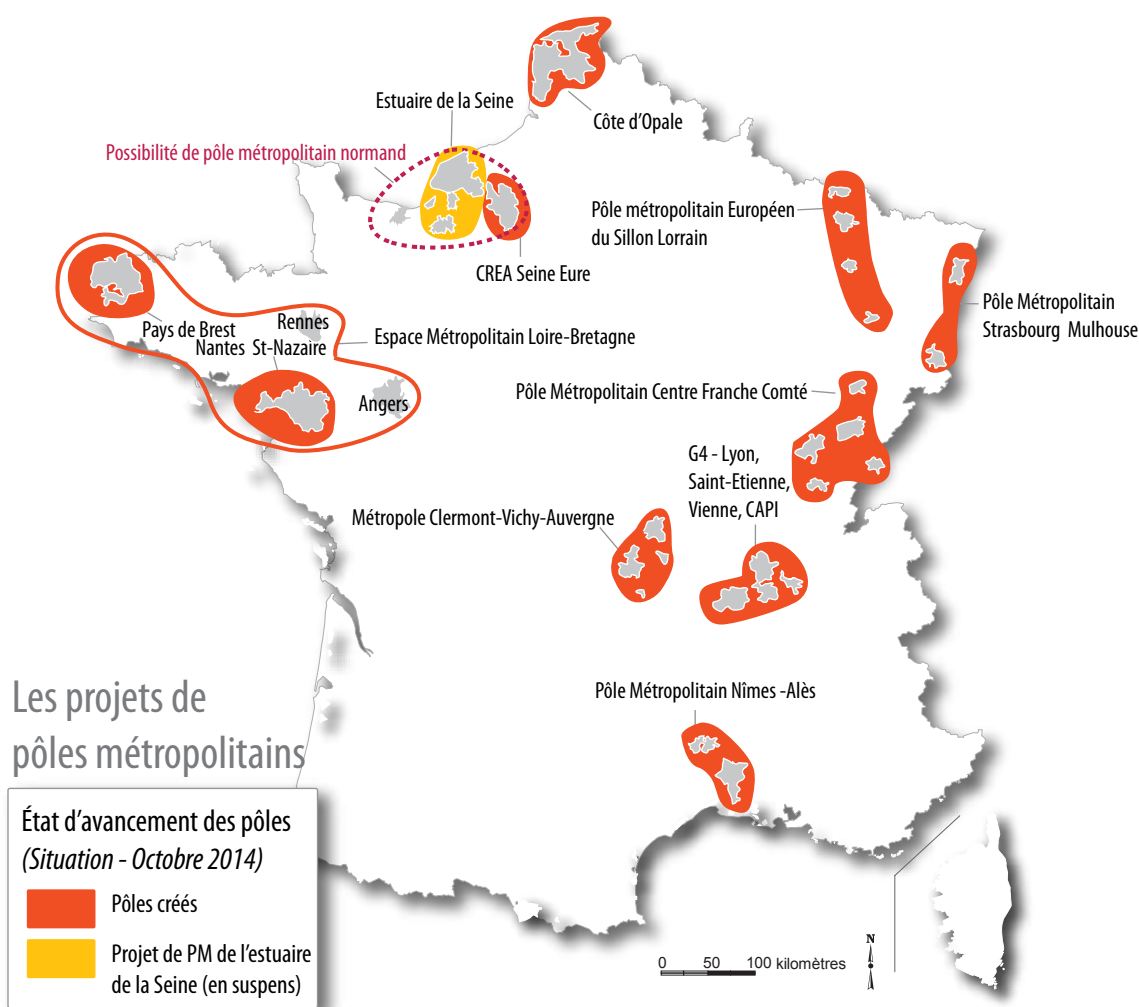 Estuaire de la Seine
Côte d'Opale
Possibilité de pôle métropolitain normand
Pôle métropolitain Européen
du Sillon Lorrain
CREA Seine Eure
Pôle Métropolitain
Strasbourg Mulhouse
Pays de Brest
Rennes
Nantes
St-Nazaire
Espace Métropolitain Loire-Bretagne
Angers
Pôle Métropolitain Centre Franche Comté
G4 - Lyon,
Saint-Etienne,
Vienne, CAPI
Métropole Clermont-Vichy-Auvergne
Pôle Métropolitain Nîmes -Alès
Les projets de
pôles métropolitains
État d'avancement des pôles
(Situation - Octobre 2014)
Pôles créés
Projet de PM de l'estuaire
de la Seine (en suspens)
0 50 100 kilomètres
N